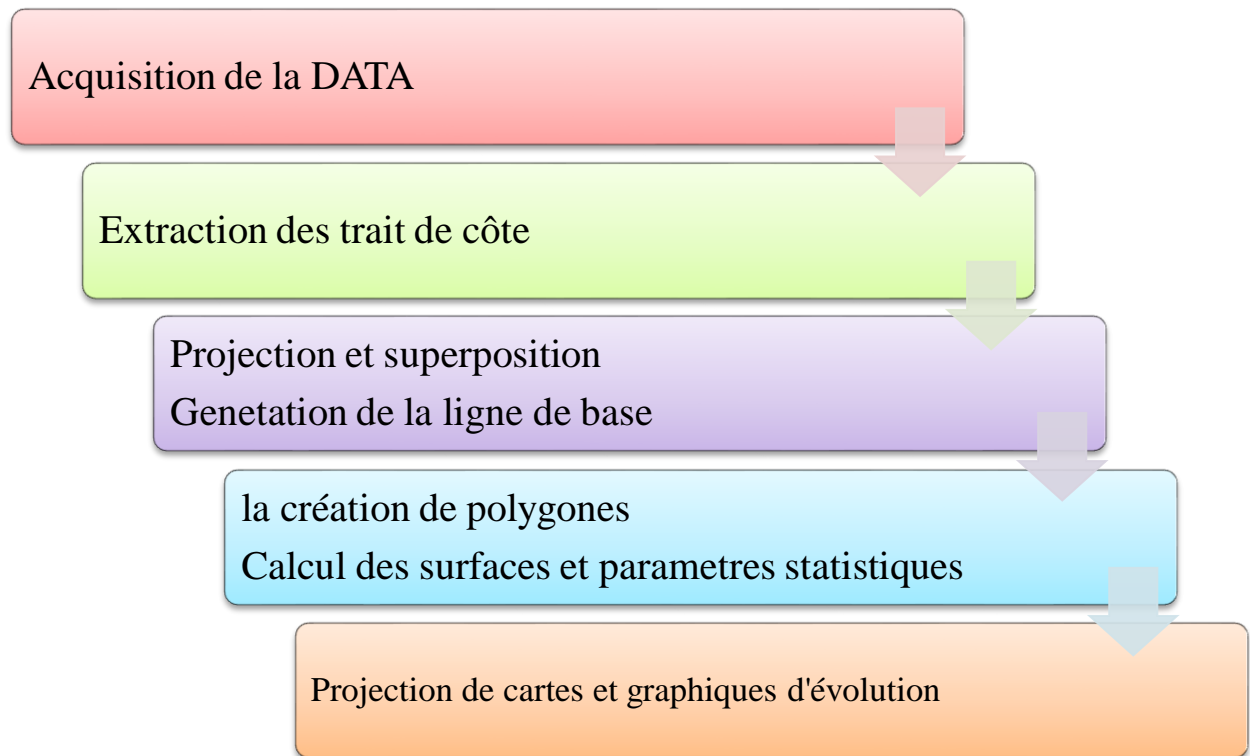 Acquisition de la DATA
Extraction des trait de côte
Projection et superposition
Genetation de la ligne de base
la création de polygones
Calcul des surfaces et parametres statistiques
Projection de cartes et graphiques d'évolution